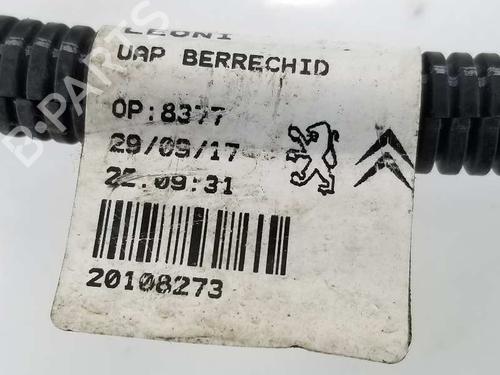 LEONI
UAP BERRECHID
OP:8377
29/09/17
22:09:31
20108273
B-Parts